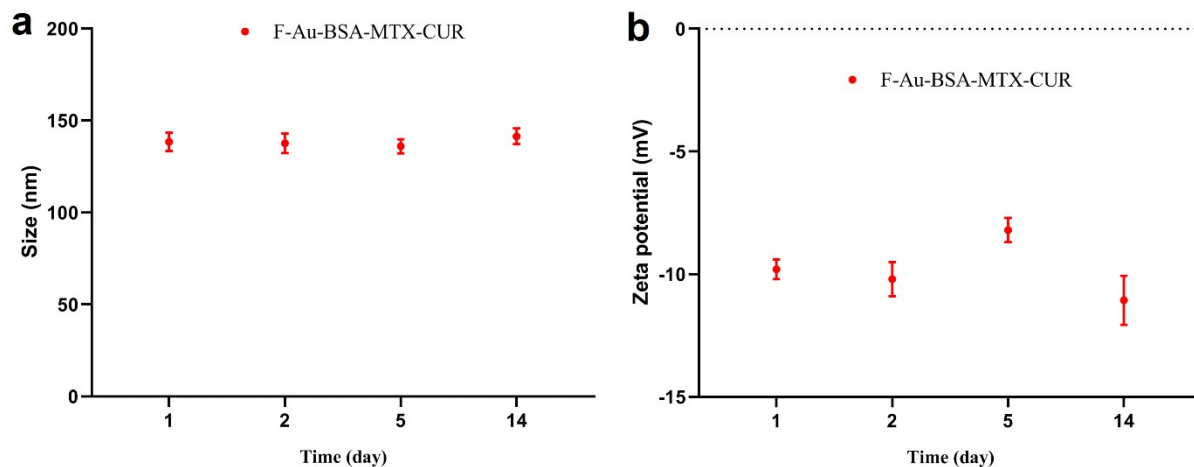 a
F-Au-BSA-MTX-CUR
200
150
100
50
0
Size (nm)
1 2 5 14
Time (day)
b
F-Au-BSA-MTX-CUR
0
-5
-10
-15
Zeta potential (mV)
1 2 5 14
Time (day)